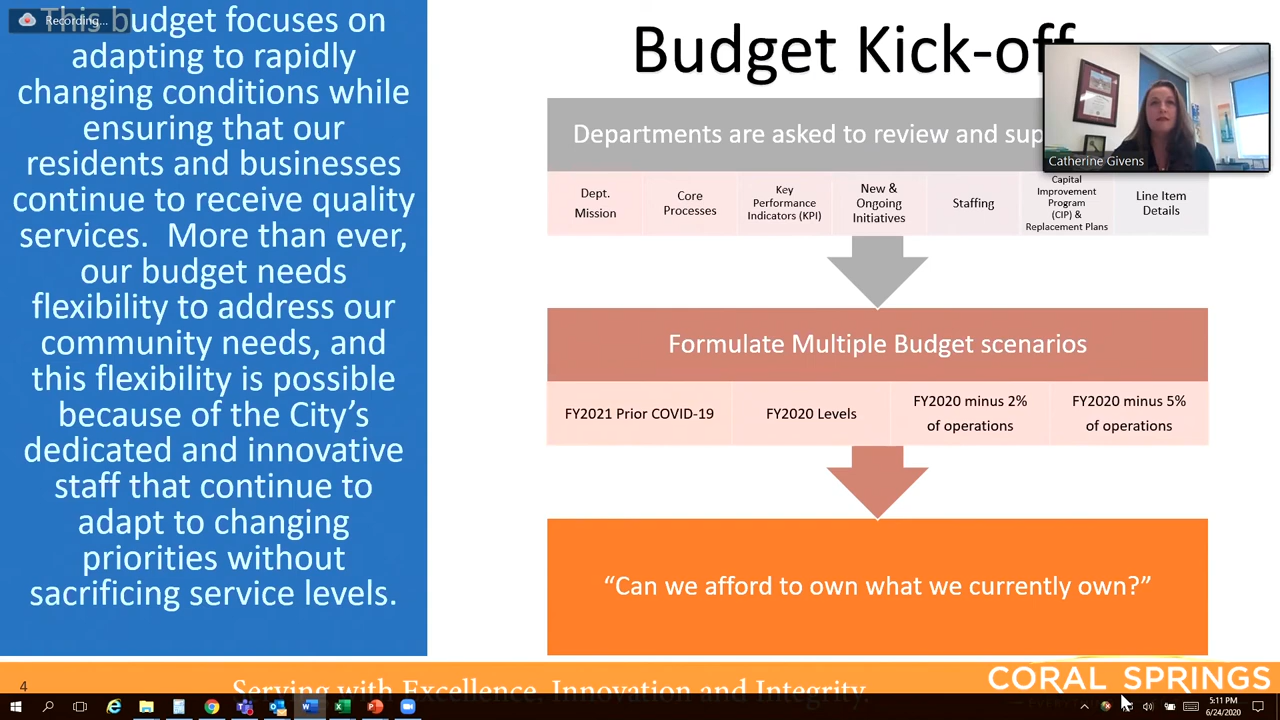 Recording...
This budget focuses on
adapting to rapidly
changing conditions while
ensuring that our
residents and businesses
continue to receive quality
services.  More than ever,
our budget needs
flexibility to address our
community needs, and
this flexibility is possible
because of the City’s
dedicated and innovative
staff that continue to
adapt to changing
priorities without
sacrificing service levels.
Budget Kick-off
Departments are asked to review and
Catherine Givens
Dept.
Mission
Core
Processes
Key
Performance
Indicators (KPI)
New &
Ongoing
Initiatives
Staffing
Capital
Improvement
Program
(CIP) &
Replacement Plans
Line Item
Details
Formulate Multiple Budget scenarios
FY2021 Prior COVID-19
FY2020 Levels
FY2020 minus 2%
of operations
FY2020 minus 5%
of operations
“Can we afford to own what we currently own?”
4
Serving with Excellence, Innovation and Integrity.
CORAL SPRINGS
5:11 PM
6/24/2020